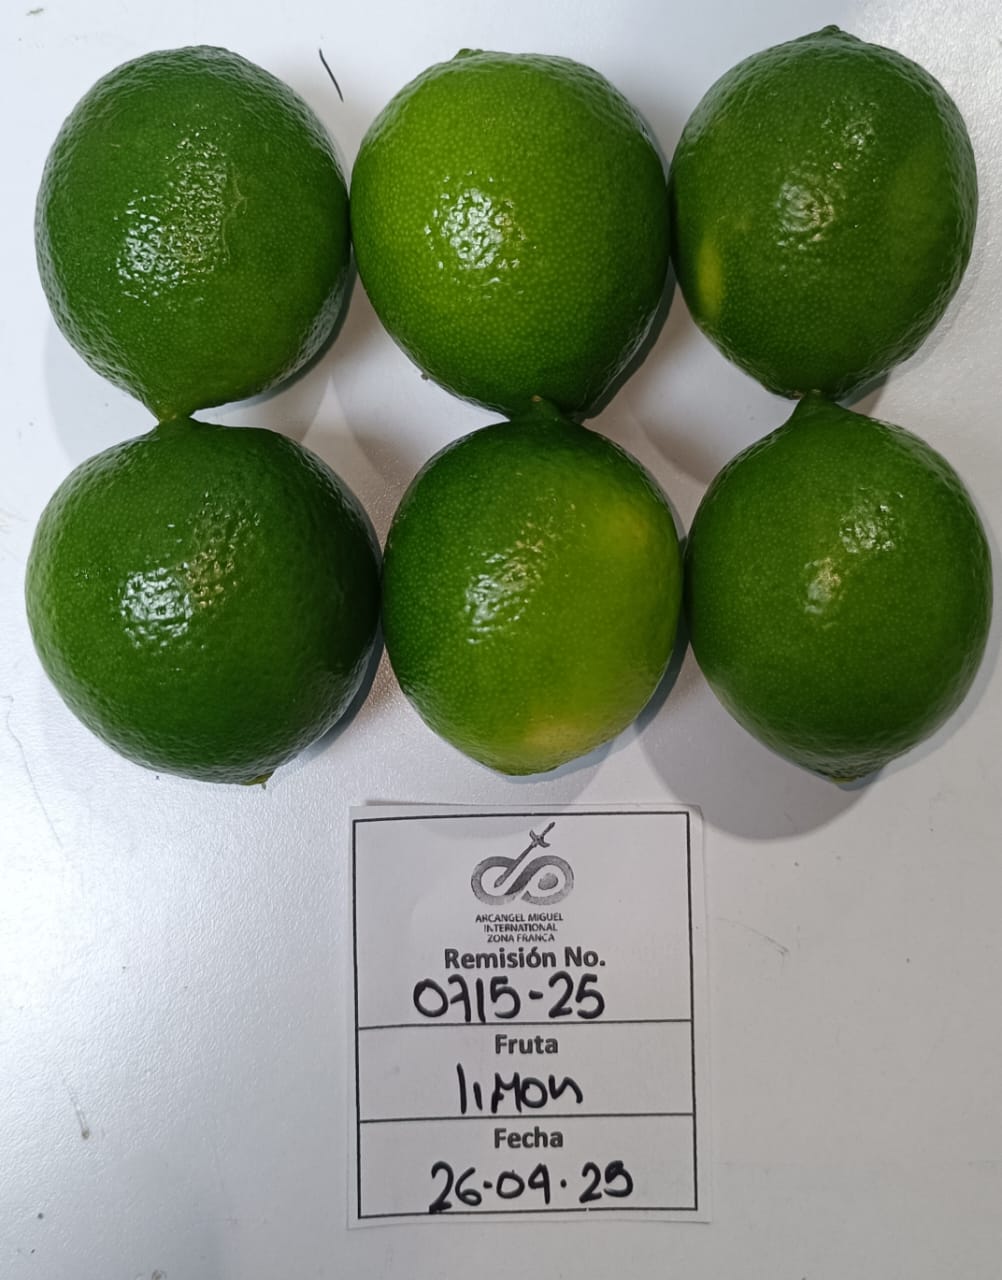 ARCANGEL MIGUEL
INTERNATIONAL
ZONA FRANCA
Remisión No.
0715-25
Fruta
limon
Fecha
26.04.25